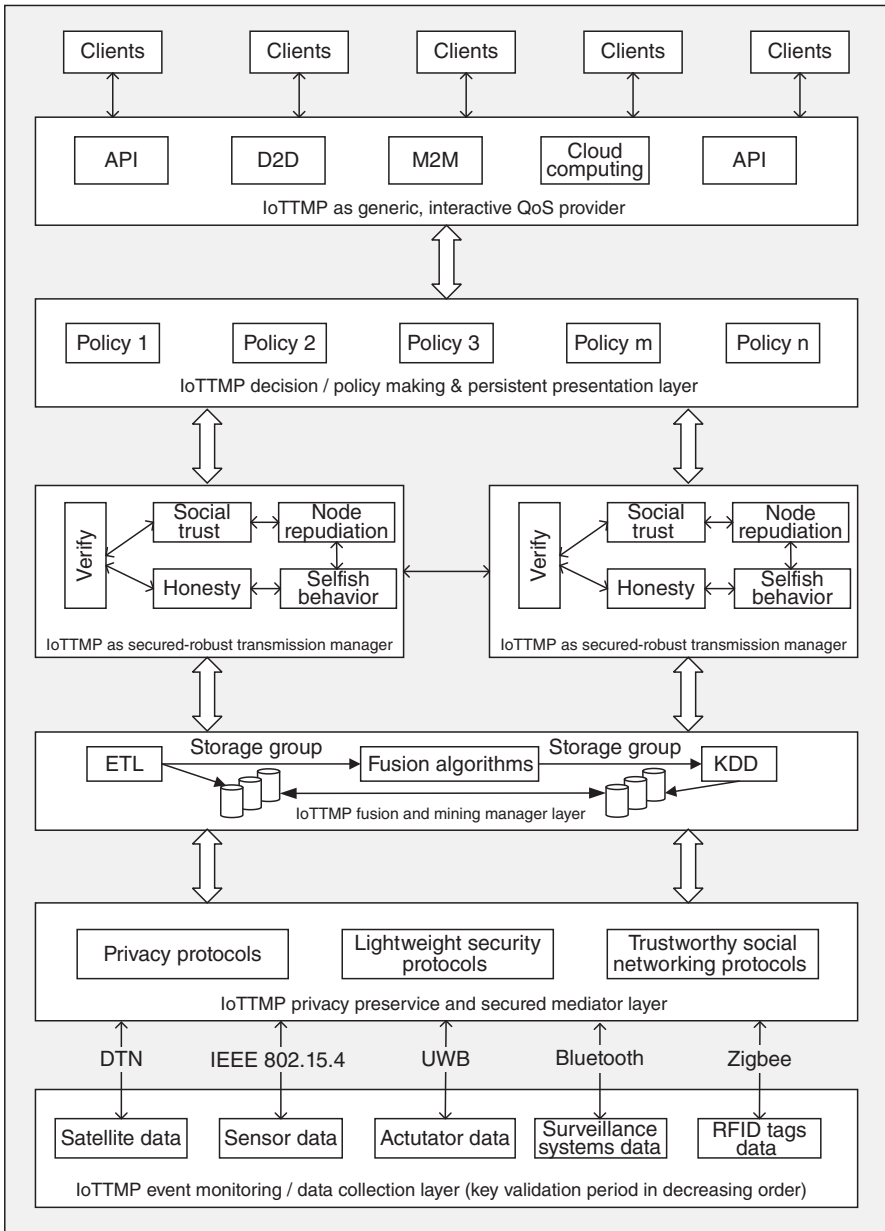 Clients
Clients
Clients
Clients
Clients
API
D2D
M2M
Cloud
computing
API
IoTTMP as generic, interactive QoS provider
Policy 1
Policy 2
Policy 3
Policy m
Policy n
IoTTMP decision / policy making & persistent presentation layer
Verify
Social
trust
Node
repudiation
Honesty
Selfish
behavior
IoTTMP as secured-robust transmission manager
Verify
Social
trust
Node
repudiation
Honesty
Selfish
behavior
IoTTMP as secured-robust transmission manager
ETL
Storage group
Fusion algorithms
Storage group
KDD
IoTTMP fusion and mining manager layer
Privacy protocols
Lightweight security
protocols
Trustworthy social
networking protocols
IoTTMP privacy preservice and secured mediator layer
DTN
IEEE 802.15.4
UWB
Bluetooth
Zigbee
Satellite data
Sensor data
Actutator data
Surveillance
systems data
RFID tags
data
IoTTMP event monitoring / data collection layer (key validation period in decreasing order)